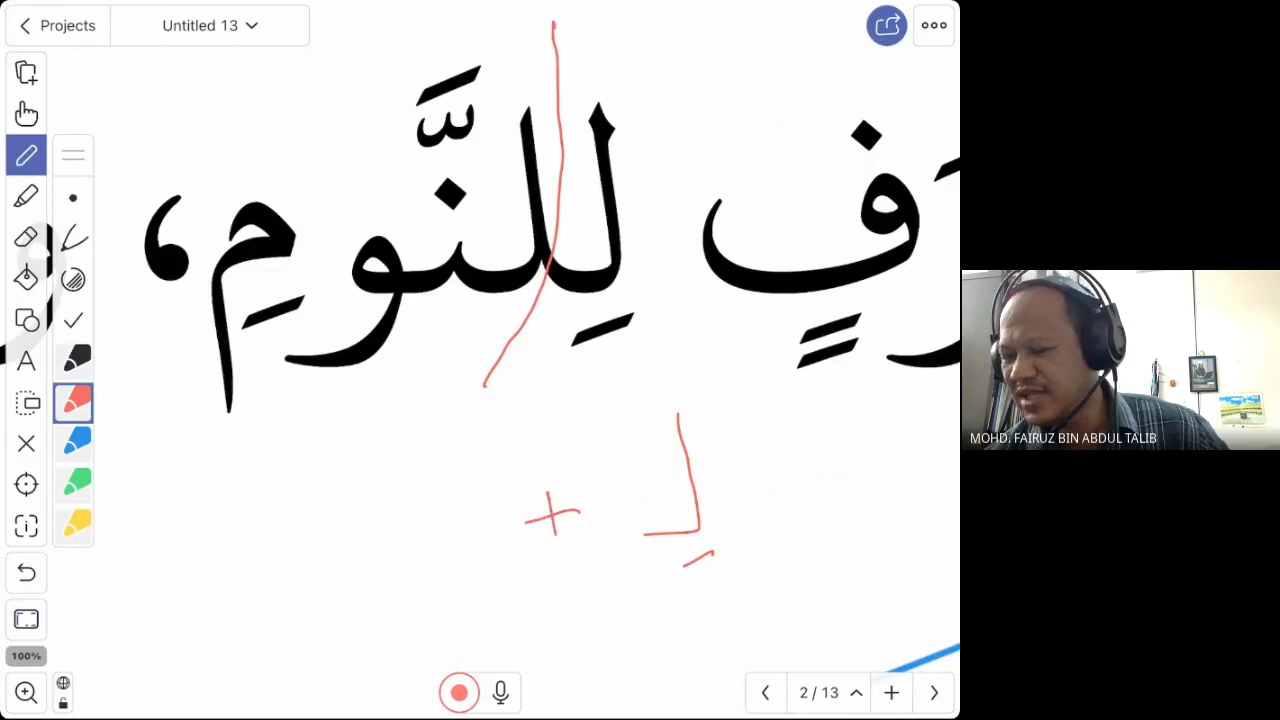 Projects
Untitled 13
لِلنَّومِ،
لِـ +
MOHD. FAIRUZ BIN ABDUL TALIB
A
100%
2 / 13